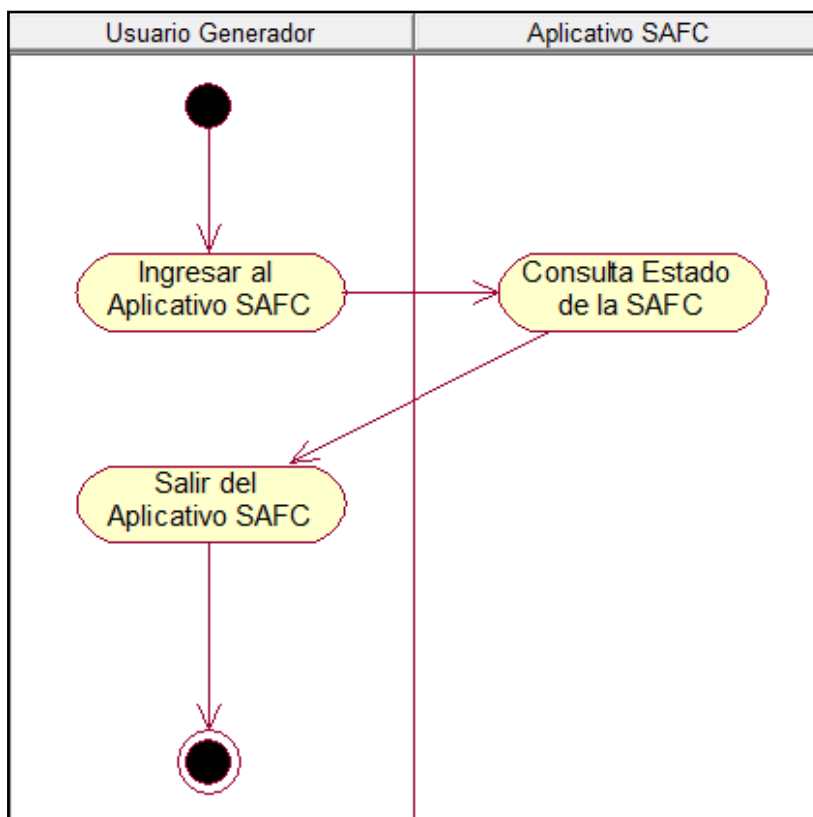 Usuario Generador
Aplicativo SAFC
Ingresar al
Aplicativo SAFC
Consulta Estado
de la SAFC
Salir del
Aplicativo SAFC